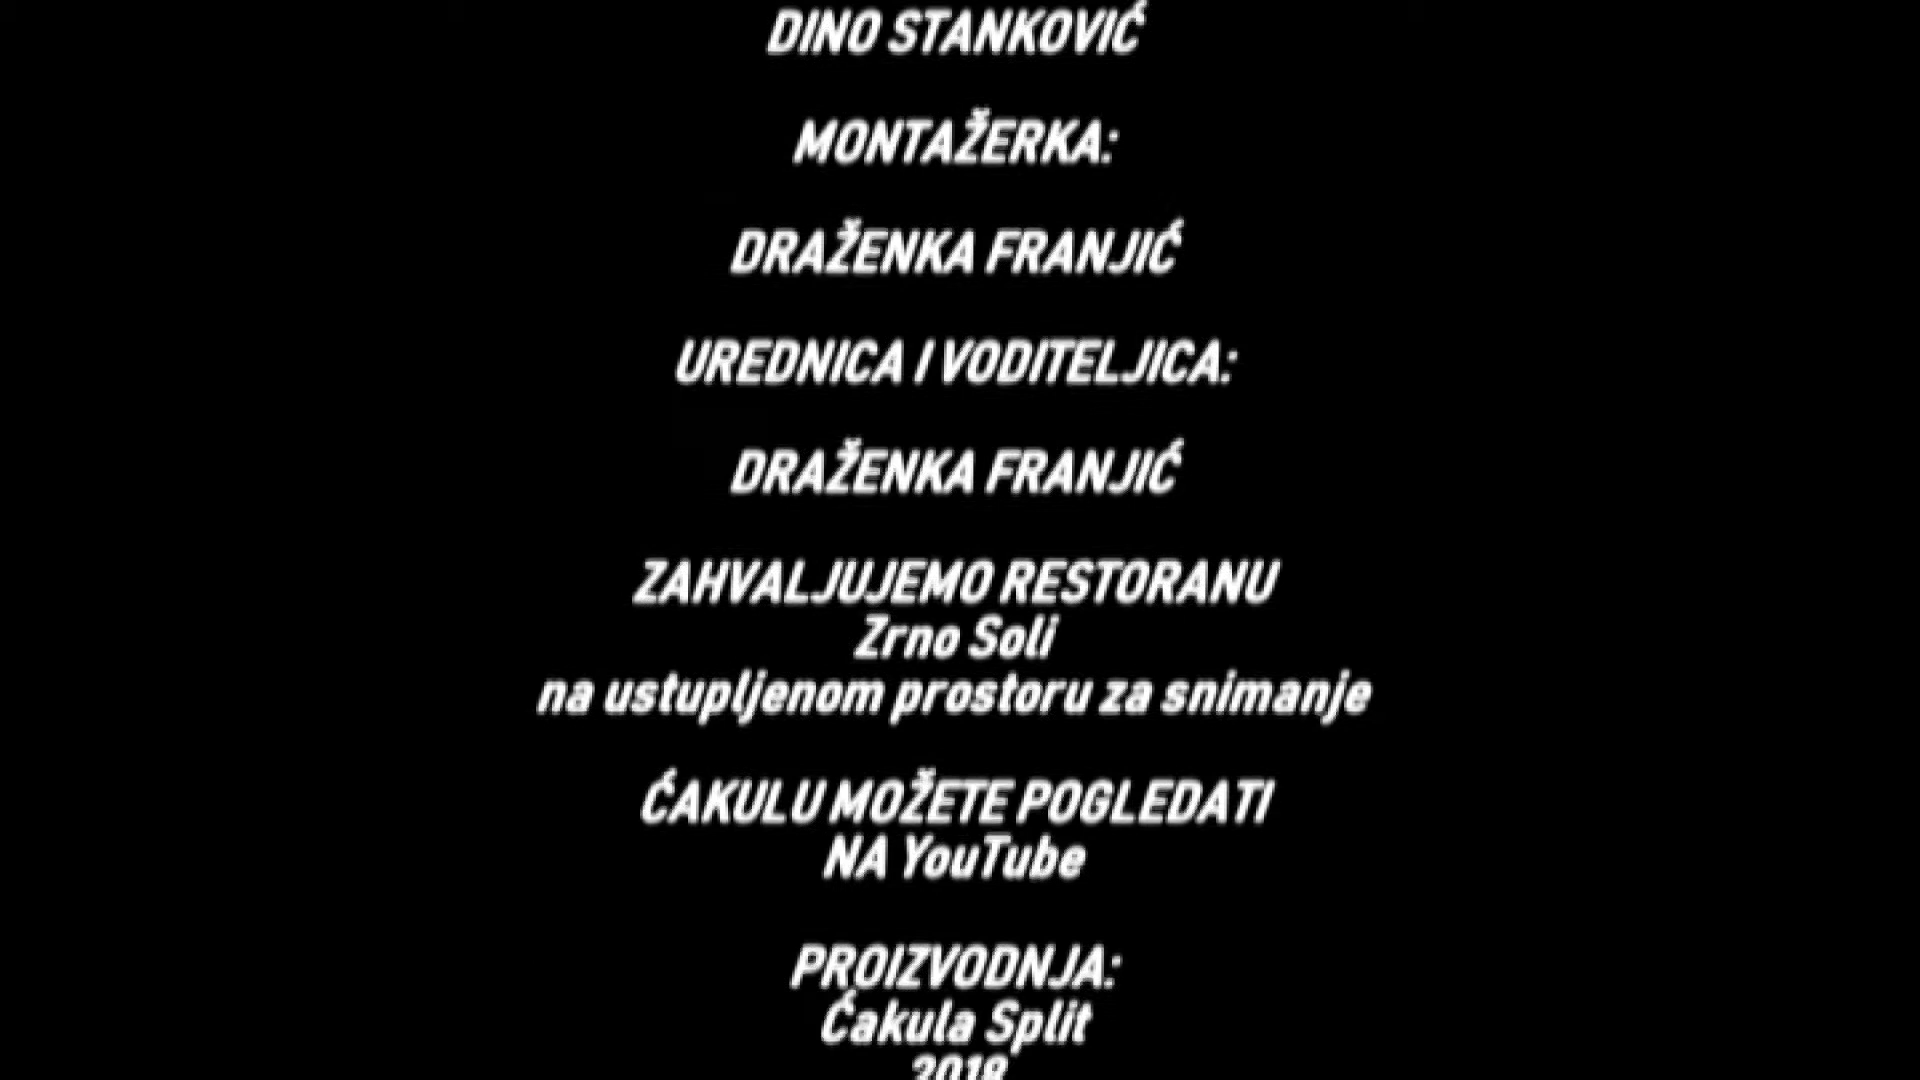 DINO STANKOVIĆ
MONTAŽERKA:
DRAŽENKA FRANJIĆ
UREDNICA I VODITELJICA:
DRAŽENKA FRANJIĆ
ZAHVALJUJEMO RESTORANU
Zrno Soli
na ustupljenom prostoru za snimanje
ĆAKULU MOŽETE POGLEDATI
NA YouTube
PROIZVODNJA:
Ćakula Split